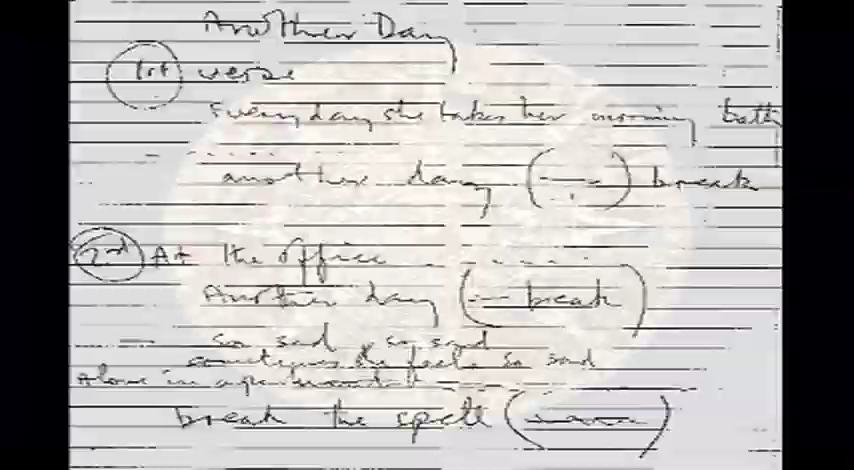 Another Day
1st verse
Every day she takes her morning bath
another day ( ) break
2nd At the office
Another day ( break )
so sad so sad
sometimes she feels so sad
Alone in apartment
break the spell ( )